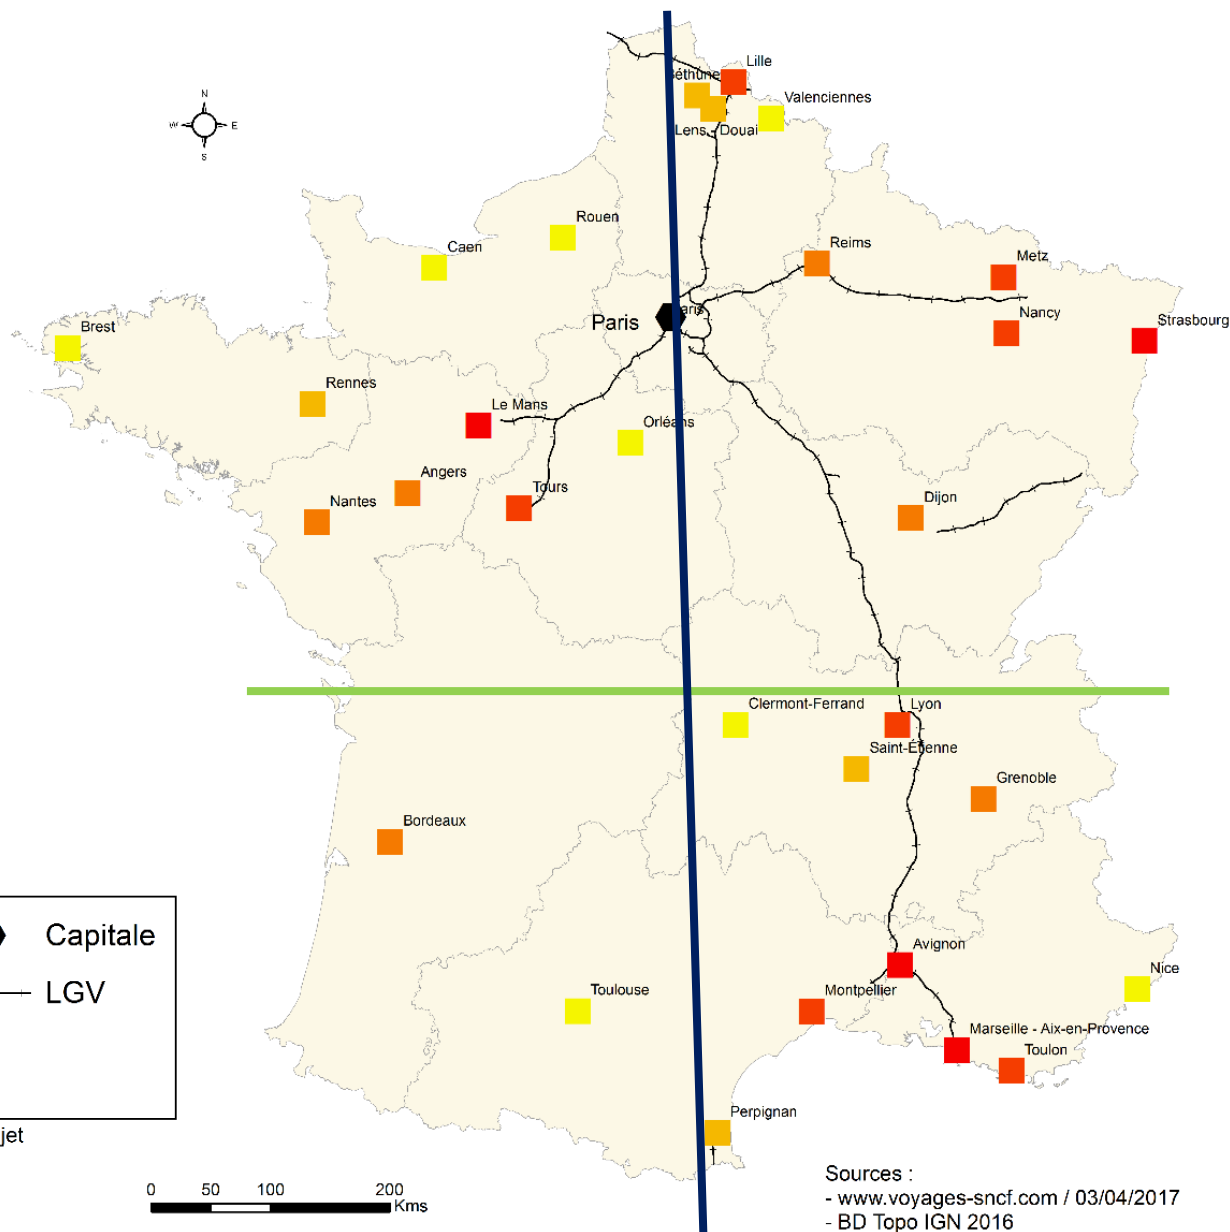 Lille
Béthune
Valenciennes
Lens
Douai
N
W
E
S
Rouen
Caen
Reims
Metz
Paris
Paris
Nancy
Strasbourg
Brest
Rennes
Le Mans
Orléans
Angers
Tours
Nantes
Dijon
Clermont-Ferrand
Lyon
Saint-Étienne
Grenoble
Bordeaux
Capitale
LGV
Avignon
Nice
Toulouse
Montpellier
Marseille - Aix-en-Provence
Toulon
Perpignan
jet
0 50 100 200
Kms
Sources :
- www.voyages-sncf.com / 03/04/2017
- BD Topo IGN 2016